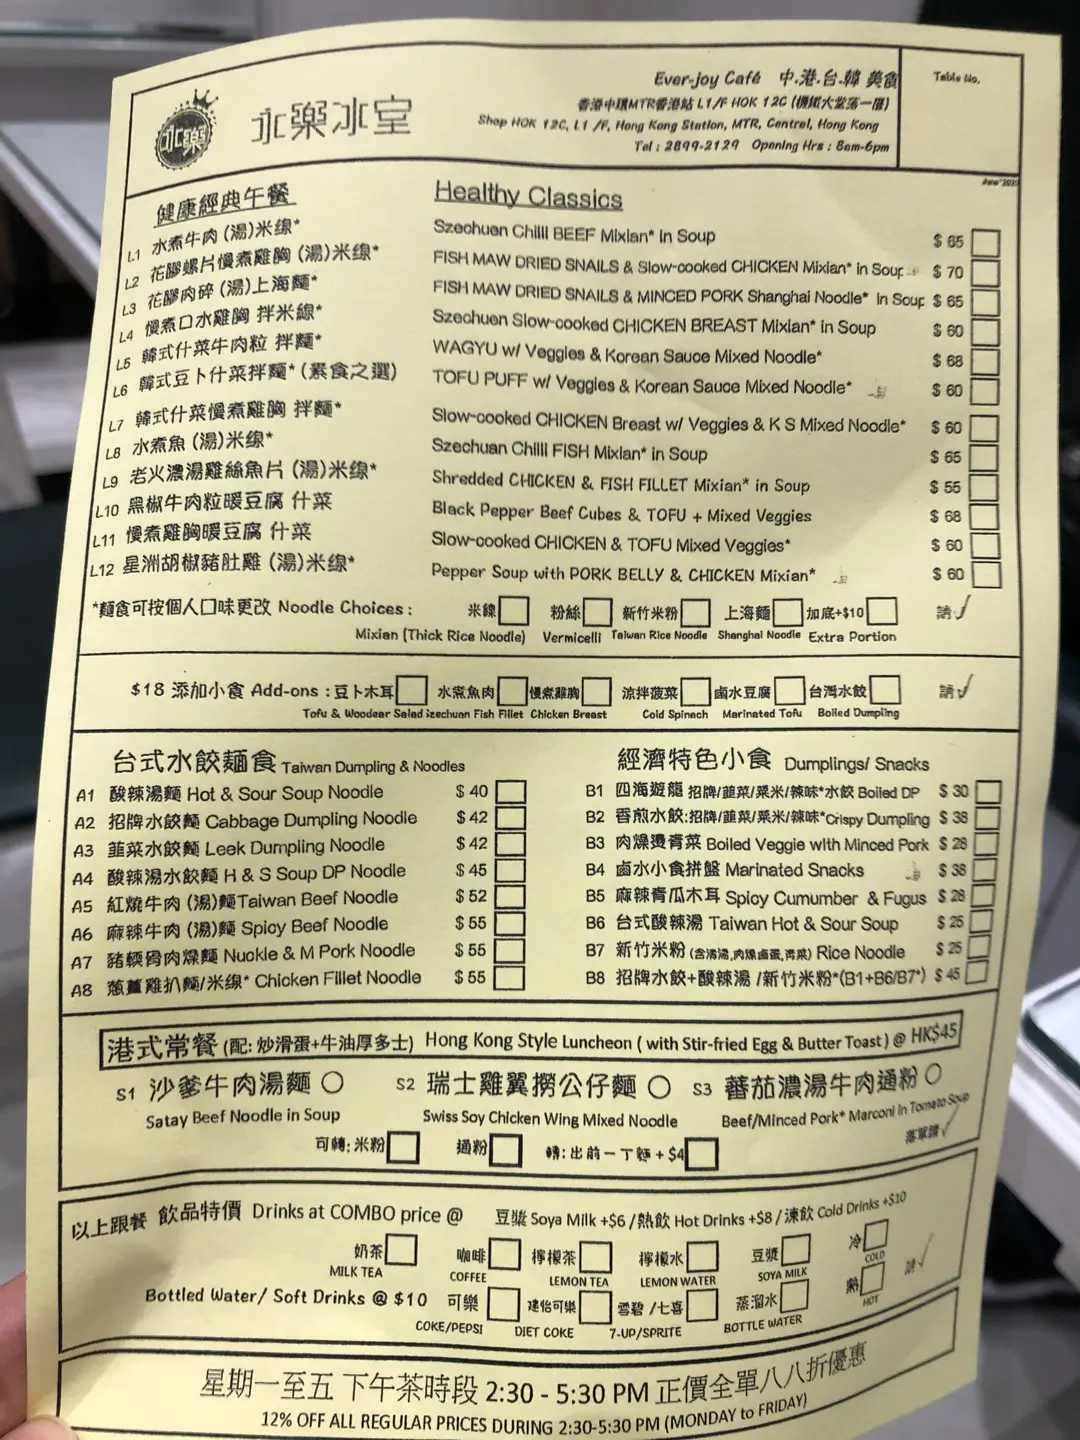 永樂
永樂冰室
Ever-Joy Café 中.港.台.韓 美食
香港中環MTR香港站 L1/F HOK 12C (機鐵大堂落一層)
Shop HOK 12C, L1 /F, Hong Kong Station, MTR, Central, Hong Kong
Tel : 2899-2129 Opening Hrs : 8am-6pm
Table No.
健康經典午餐 Healthy Classics
L1 水煮牛肉 (湯)米線* Szechuen Chilli BEEF Mixian* in Soup $ 65
L2 花膠螺片慢煮雞胸 (湯)米線* FISH MAW DRIED SNAILS & Slow-cooked CHICKEN Mixian* in Soup $ 70
L3 花膠肉碎 (湯)上海麵* FISH MAW DRIED SNAILS & MINCED PORK Shanghai Noodle* In Soup $ 65
L4 慢煮口水雞胸 拌米線* Szechuen Slow-cooked CHICKEN BREAST Mixian* in Soup $ 60
L5 韓式什菜牛肉粒 拌麵* WAGYU w/ Veggies & Korean Sauce Mixed Noodle* $ 68
L6 韓式豆卜什菜拌麵* (素食之選) TOFU PUFF w/ Veggies & Korean Sauce Mixed Noodle* $ 60
L7 韓式什菜慢煮雞胸 拌麵* Slow-cooked CHICKEN Breast w/ Veggies & K S Mixed Noodle* $ 60
L8 水煮魚 (湯)米線* Szechuan Chilli FISH Mixian* in Soup $ 65
L9 老火濃湯雞絲魚片 (湯)米線* Shredded CHICKEN & FISH FILLET Mixian* in Soup $ 55
L10 黑椒牛肉粒暖豆腐 什菜 Black Pepper Beef Cubes & TOFU + Mixed Veggies $ 68
L11 慢煮雞胸暖豆腐 什菜 Slow-cooked CHICKEN & TOFU Mixed Veggies* $ 60
L12 星洲胡椒豬肚雞 (湯)米線* Pepper Soup with PORK BELLY & CHICKEN Mixian* $ 60
*麵食可按個人口味更改 Noodle Choices : 米線 粉絲 新竹米粉 上海麵 加底+$10 請✓
Mixian (Thick Rice Noodle) Vermicelli Taiwan Rice Noodle Shanghai Noodle Extra Portion
$18 添加小食 Add-ons : 豆卜木耳 水煮魚肉 慢煮雞胸 涼拌菠菜 鹵水豆腐 台灣水餃 請✓
Tofu & Woodear Salad Szechuan Fish Fillet Chicken Breast Cold Spinach Marinated Tofu Boiled Dumpling
台式水餃麵食 Taiwan Dumpling & Noodles
A1 酸辣湯麵 Hot & Sour Soup Noodle $ 40
A2 招牌水餃麵 Cabbage Dumpling Noodle $ 42
A3 韮菜水餃麵 Leek Dumpling Noodle $ 42
A4 酸辣湯水餃麵 H & S Soup DP Noodle $ 45
A5 紅燒牛肉 (湯)麵Taiwan Beef Noodle $ 52
A6 麻辣牛肉 (湯)麵 Spicy Beef Noodle $ 55
A7 豬頓骨肉燥麵 Nuckle & M Pork Noodle $ 55
A8 葱薑雞扒麵/米線* Chicken Fillet Noodle $ 55
經濟特色小食 Dumplings/ Snacks
B1 四海遊龍 招牌/韮菜/粟米/辣味*水餃 Boiled DP $ 30
B2 香煎水餃:招牌/韮菜/粟米/辣味*Crispy Dumpling $ 38
B3 肉燥燙青菜 Boiled Veggie with Minced Pork $ 28
B4 鹵水小食拼盤 Marinated Snacks $ 38
B5 麻辣青瓜木耳 Spicy Cumumber & Fugus $ 28
B6 台式酸辣湯 Taiwan Hot & Sour Soup $ 25
B7 新竹米粉 (含清湯,肉燥鹵蛋,青菜) Rice Noodle $ 25
B8 招牌水餃+酸辣湯 /新竹米粉*(B1+B6/B7*) $ 45
港式常餐 (配: 炒滑蛋+牛油厚多士) Hong Kong Style Luncheon ( with Stir-fried Egg & Butter Toast ) @ HK$45
S1 沙爹牛肉湯麵 S2 瑞士雞翼撈公仔麵 S3 蕃茄濃湯牛肉通粉
Satay Beef Noodle in Soup Swiss Soy Chicken Wing Mixed Noodle Beef/Minced Pork* Marconi In Tomato Soup
可轉: 米粉 通粉 轉: 出前一丁麵 + $4 落單請✓
以上跟餐 飲品特價 Drinks at COMBO price @ 豆漿 Soya Milk +$6 /熱飲 Hot Drinks +$8 / 凍飲 Cold Drinks +$10
奶茶 咖啡 檸檬茶 檸檬水 豆漿 冷
MILK TEA COFFEE LEMON TEA LEMON WATER SOYA MILK COLD
請✓
Bottled Water/ Soft Drinks @ $10 可樂 建怡可樂 雪碧 /七喜 蒸溜水 熱
COKE/PEPSI DIET COKE 7-UP/SPRITE BOTTLE WATER HOT
星期一至五 下午茶時段 2:30 - 5:30 PM 正價全單八八折優惠
12% OFF ALL REGULAR PRICES DURING 2:30-5:30 PM (MONDAY to FRIDAY)